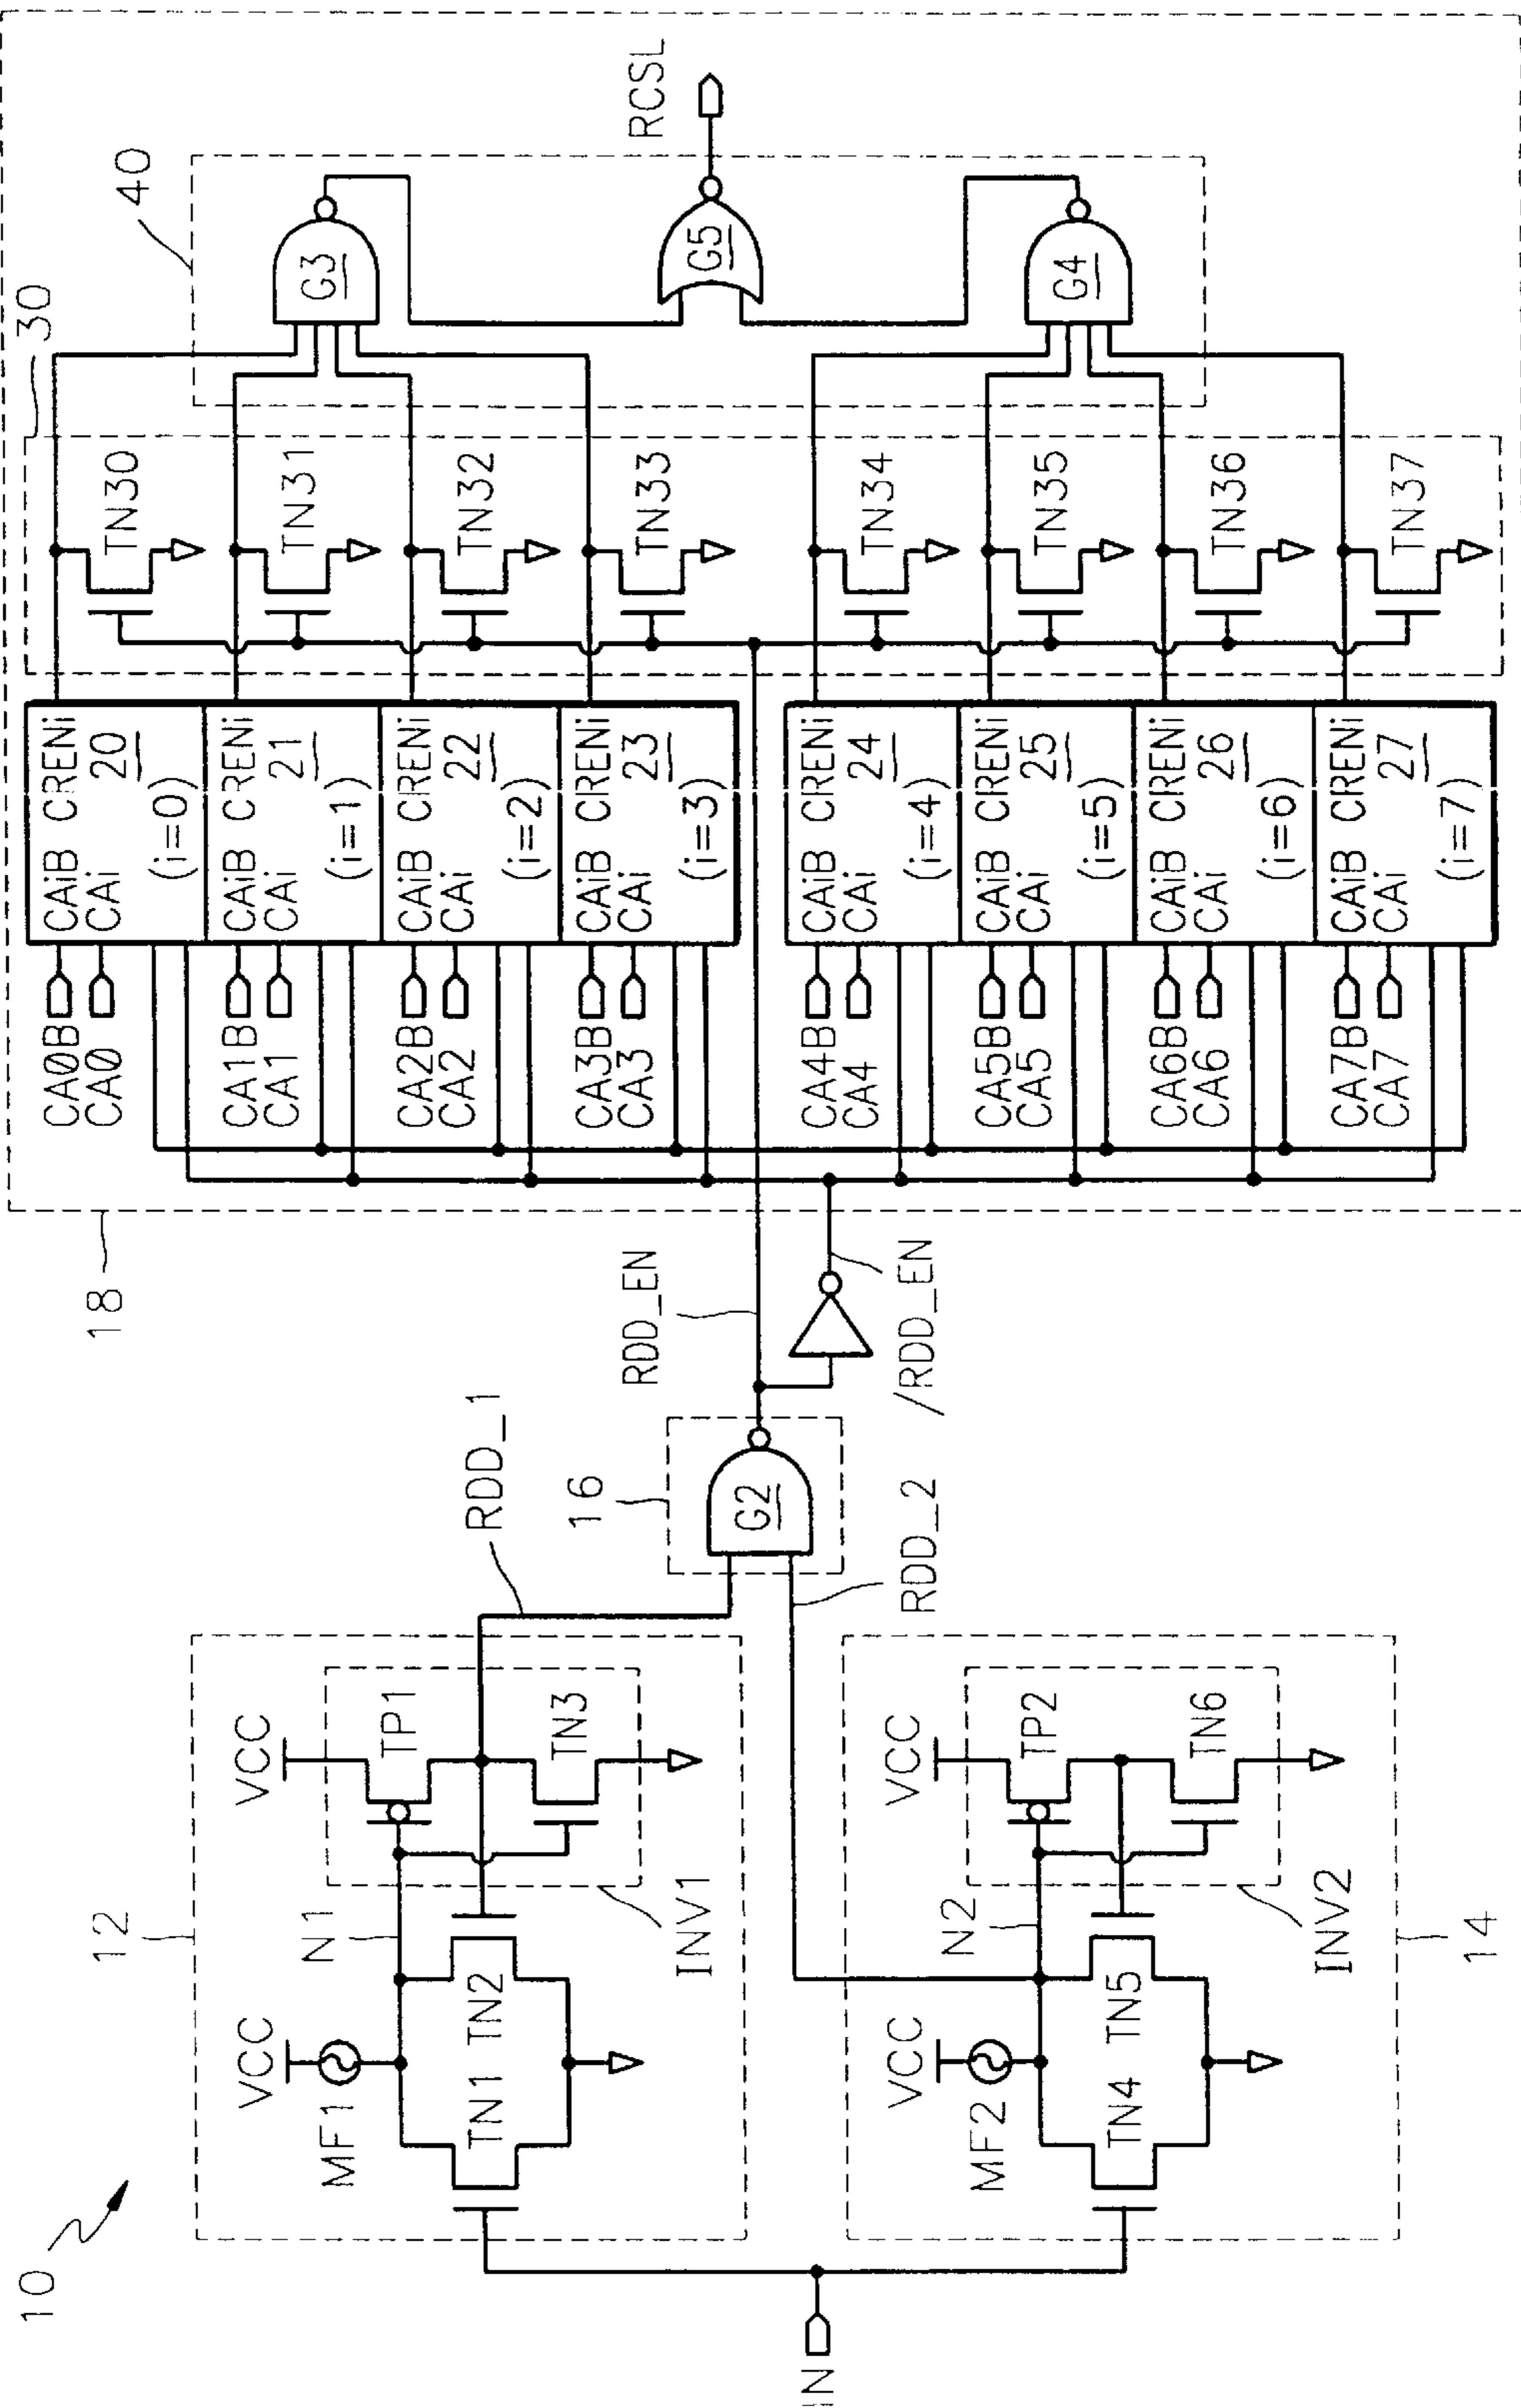 10
IN
12
VCC
MF1
TN1
TN2
N1
VCC
TP1
TN3
INV1
RDD_1
14
VCC
MF2
TN4
TN5
N2
VCC
TP2
TN6
INV2
RDD_2
16
G2
RDD_EN
/RDD_EN
18
CA0B
CA0
CAiB CRENi
CAi 20
(i=0)
CA1B
CA1
CAiB CRENi
CAi 21
(i=1)
CA2B
CA2
CAiB CRENi
CAi 22
(i=2)
CA3B
CA3
CAiB CRENi
CAi 23
(i=3)
CA4B
CA4
CAiB CRENi
CAi 24
(i=4)
CA5B
CA5
CAiB CRENi
CAi 25
(i=5)
CA6B
CA6
CAiB CRENi
CAi 26
(i=6)
CA7B
CA7
CAiB CRENi
CAi 27
(i=7)
30
TN30
TN31
TN32
TN33
TN34
TN35
TN36
TN37
40
G3
G4
G5
RCSL